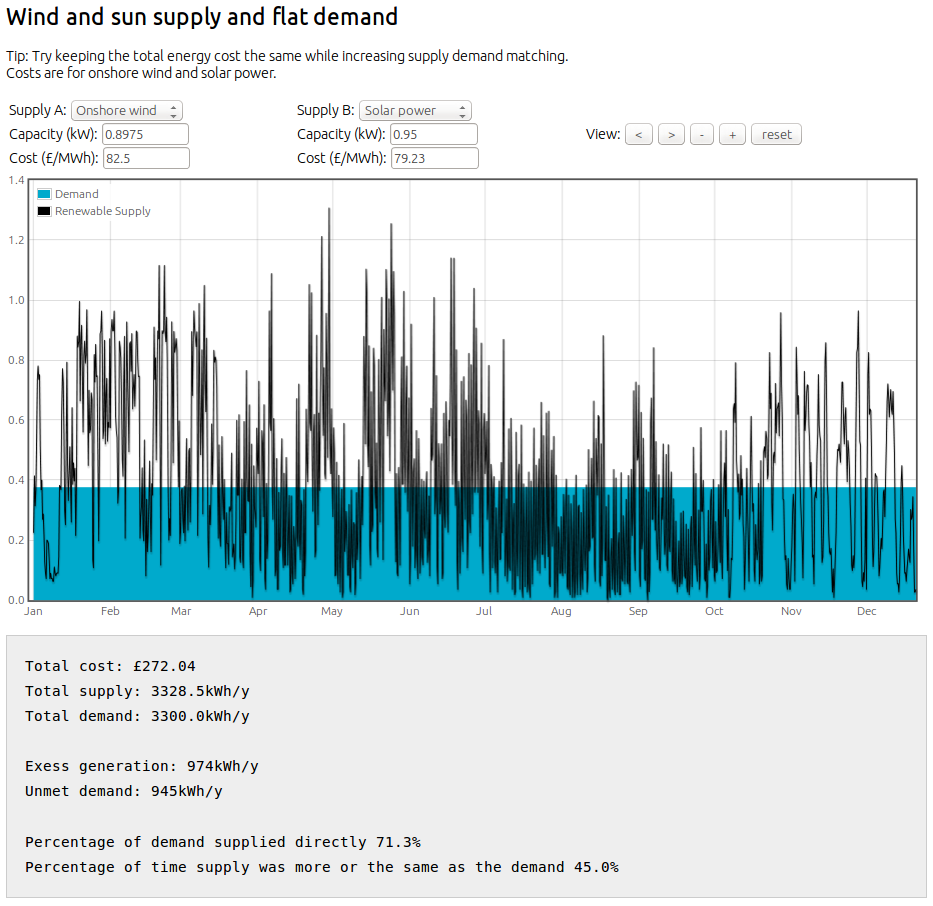 Wind and sun supply and flat demand
Tip: Try keeping the total energy cost the same while increasing supply demand matching.
Costs are for onshore wind and solar power.
Supply A: Onshore wind
Supply B: Solar power
Capacity (kW): 0.8975
Capacity (kW): 0.95
View: < > - + reset
Cost (£/MWh): 82.5
Cost (£/MWh): 79.23
1.4
Demand
Renewable Supply
1.2
1.0
0.8
0.6
0.4
0.2
0.0
Jan Feb Mar Apr May Jun Jul Aug Sep Oct Nov Dec
Total cost: £272.04
Total supply: 3328.5kWh/y
Total demand: 3300.0kWh/y
Exess generation: 974kWh/y
Unmet demand: 945kWh/y
Percentage of demand supplied directly 71.3%
Percentage of time supply was more or the same as the demand 45.0%